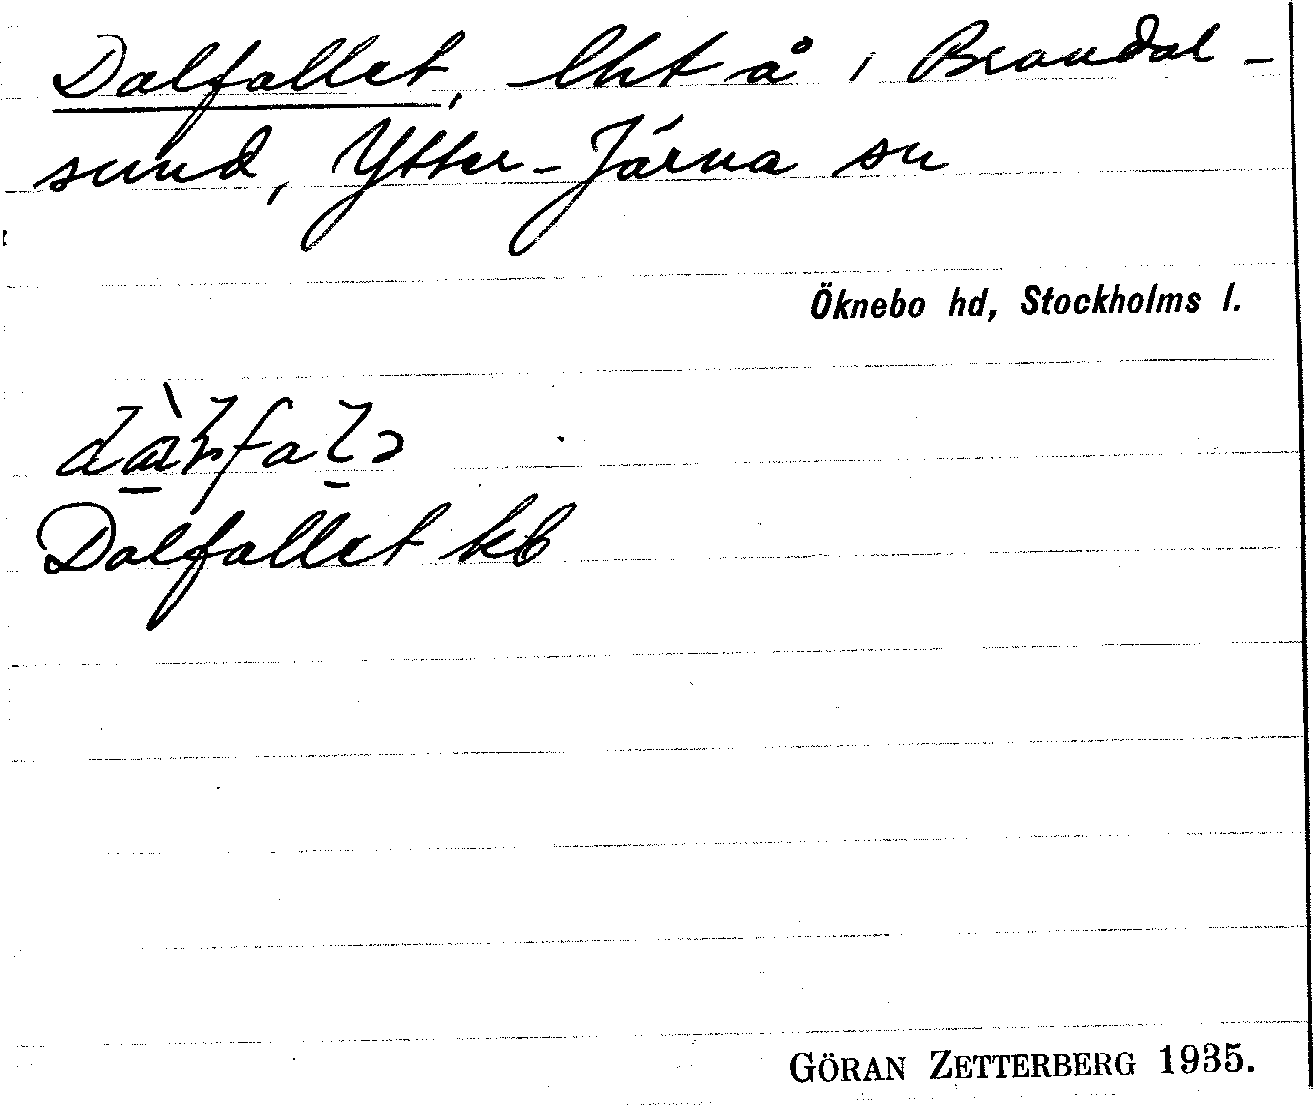 Dalfallet, lht å i Brandal-
sund, Ytter-Järna sn
Öknebo hd, Stockholms l.
Dalfallet kb
GÖRAN ZETTERBERG 1935.